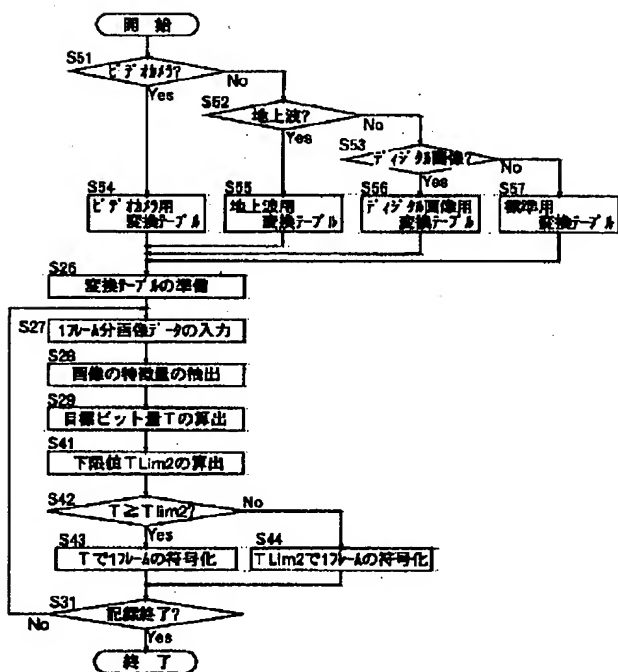 開始
S51
ビデオカメラ?
No
Yes
S52
地上波?
No
Yes
S53
ディジタル画像?
No
Yes
S54
ビデオカメラ用
変換テーブル
S55
地上波用
変換テーブル
S56
ディジタル画像用
変換テーブル
S57
標準用
変換テーブル
S26
変換テーブルの準備
S27
1フレーム分画像データの入力
S28
画像の特徴量の抽出
S29
目標ビット量Tの算出
S41
下限値TLim2の算出
S42
T≥Tlim2?
No
Yes
S43
Tで1フレームの符号化
S44
TLim2で1フレームの符号化
S31
記録終了?
No
Yes
終了